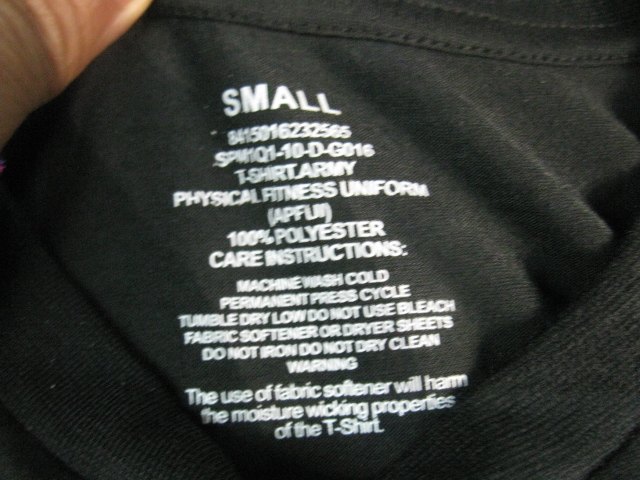 SMALL
8415016232565
SPM1Q1-10-D-G016
T-SHIRT,ARMY
PHYSICAL FITNESS UNIFORM
(APFU)
100% POLYESTER
CARE INSTRUCTIONS:
MACHINE WASH COLD
PERMANENT PRESS CYCLE
TUMBLE DRY LOW DO NOT USE BLEACH
FABRIC SOFTENER OR DRYER SHEETS
DO NOT IRON DO NOT DRY CLEAN
WARNING
The use of fabric softener will harm
the moisture wicking properties
of the T-Shirt.